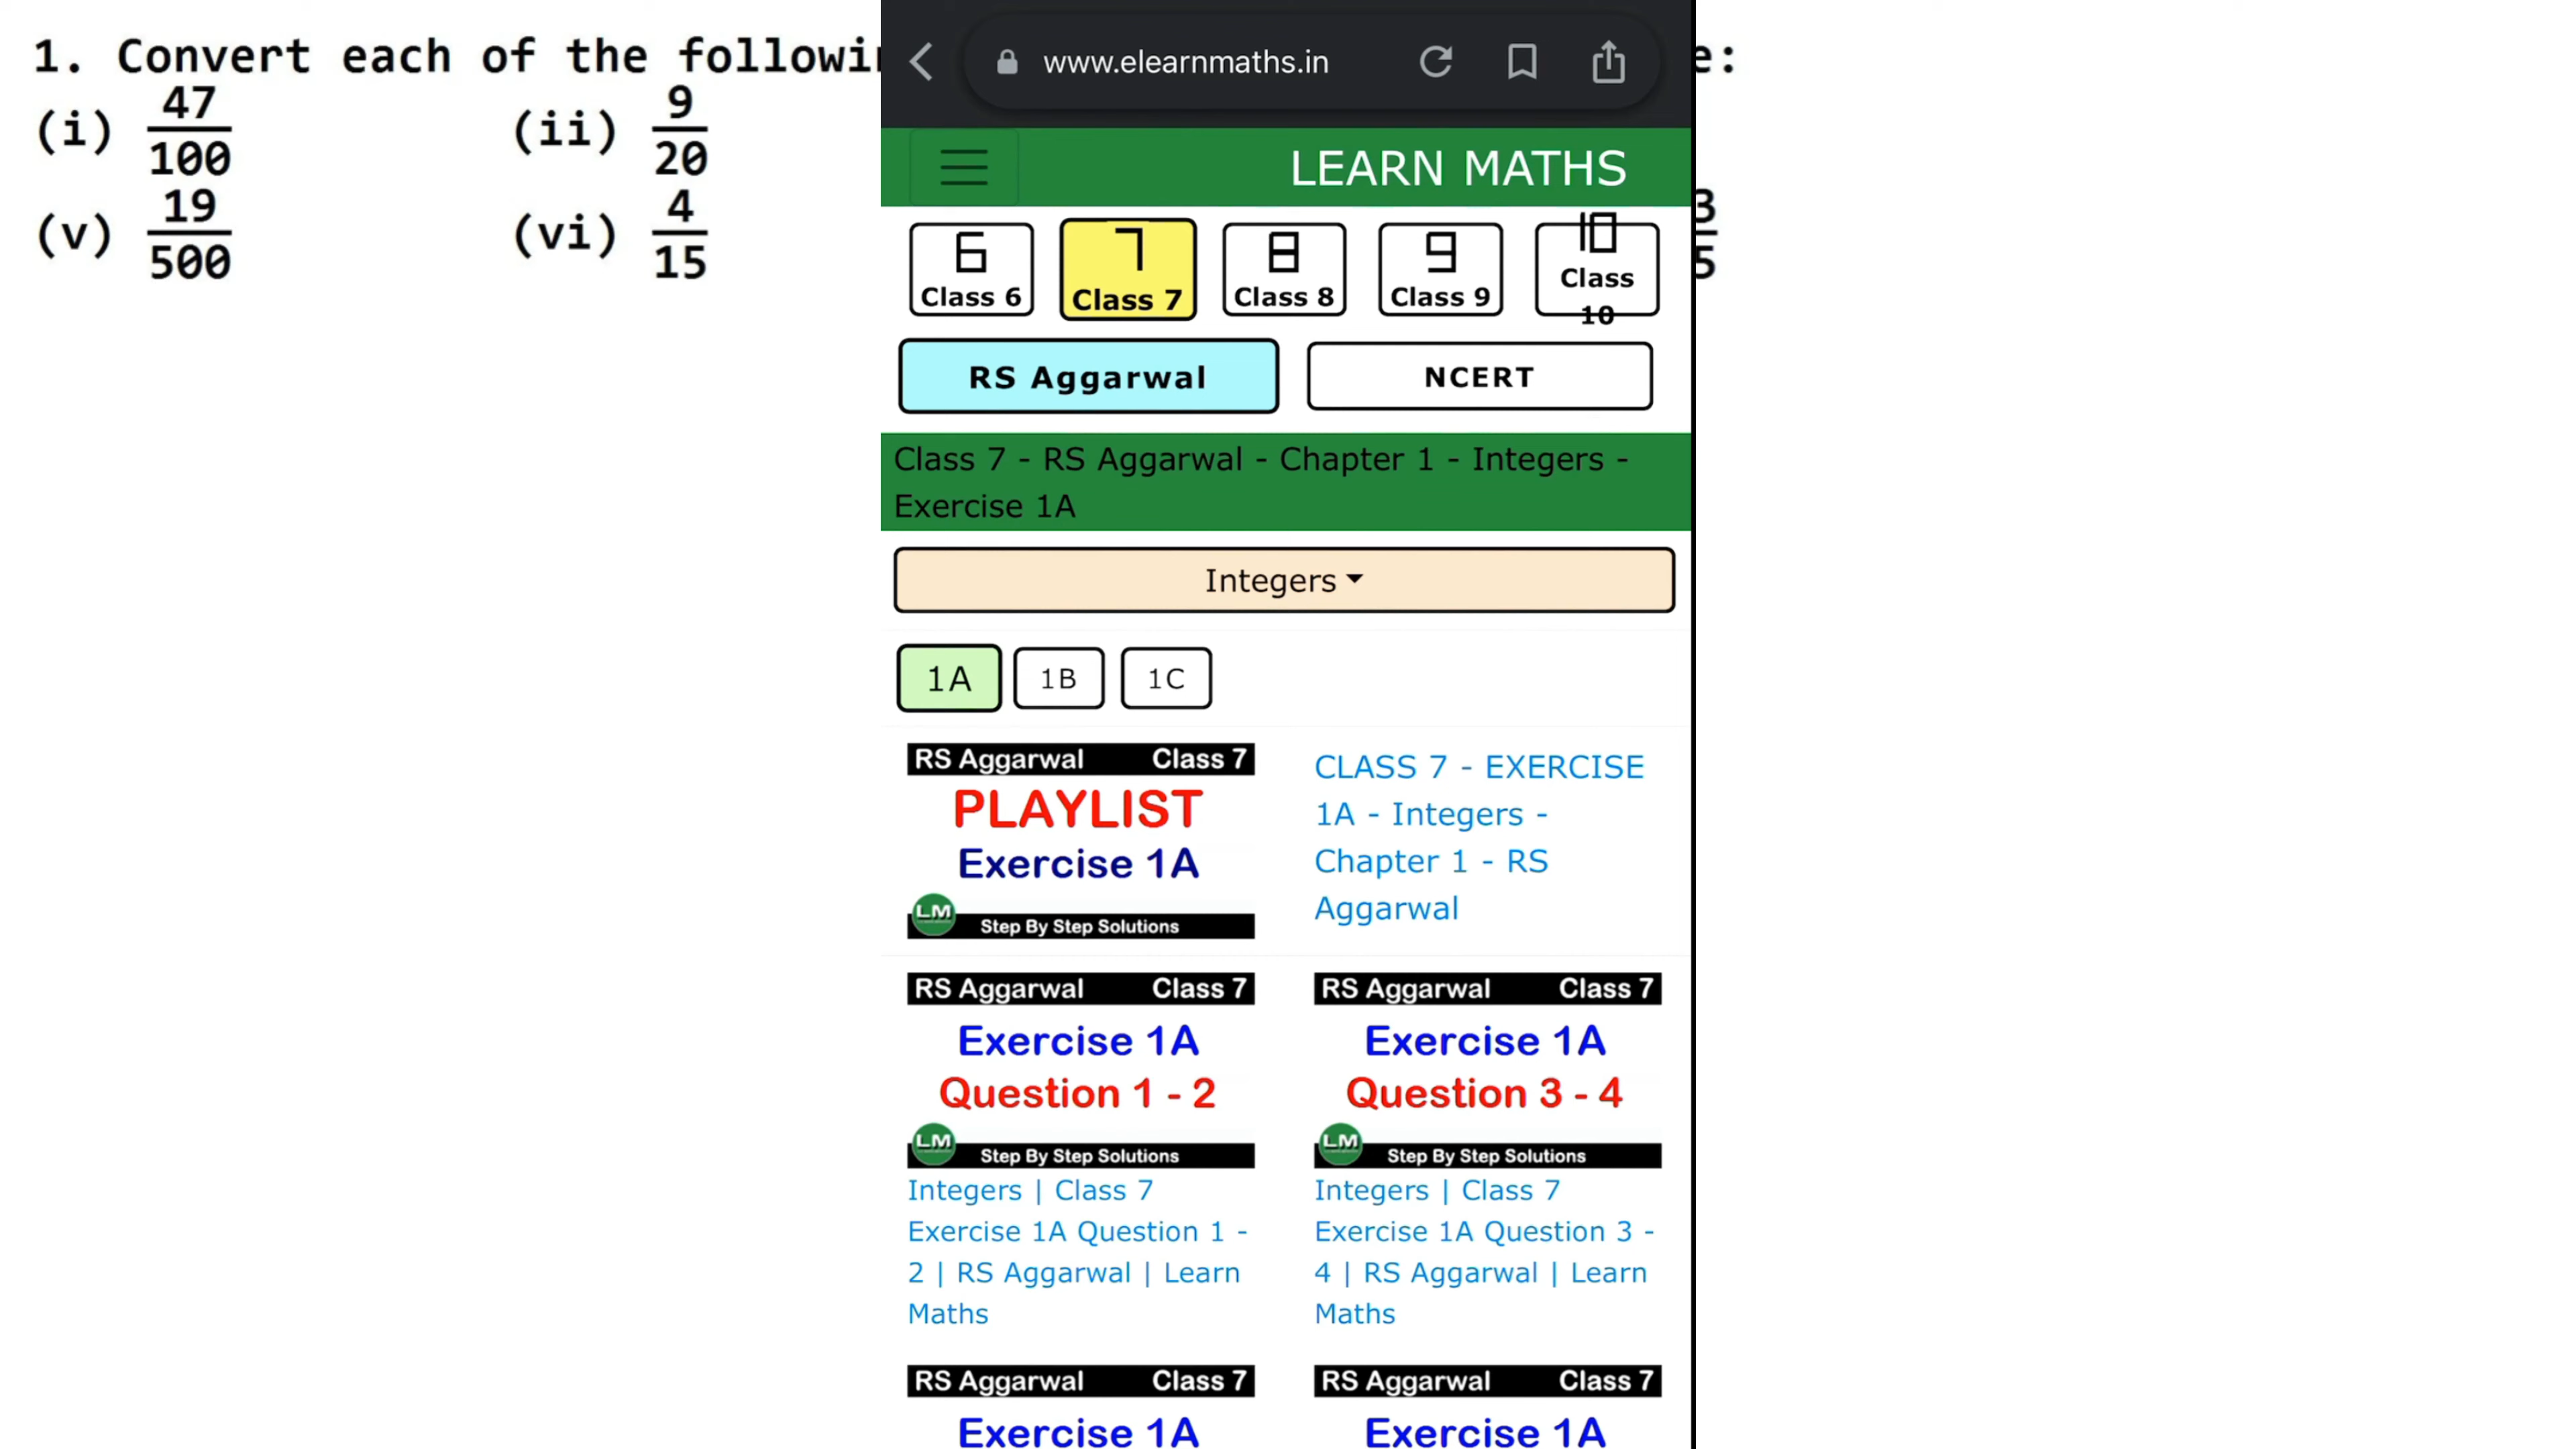 1. Convert each of the
e:
(i) 47/100 (ii) 9/20
(v) 19/500 (vi) 4/15
3
5
www.elearnmaths.in
LEARN MATHS
6
Class 6
7
Class 7
8
Class 8
9
Class 9
10
Class
10
RS Aggarwal
NCERT
Class 7 - RS Aggarwal - Chapter 1 - Integers -
Exercise 1A
Integers
1A
1B
1C
RS Aggarwal Class 7
PLAYLIST
Exercise 1A
LM
Step By Step Solutions
CLASS 7 - EXERCISE
1A - Integers -
Chapter 1 - RS
Aggarwal
RS Aggarwal Class 7
Exercise 1A
Question 1 - 2
LM
Step By Step Solutions
Integers | Class 7
Exercise 1A Question 1 -
2 | RS Aggarwal | Learn
Maths
RS Aggarwal Class 7
Exercise 1A
Question 3 - 4
LM
Step By Step Solutions
Integers | Class 7
Exercise 1A Question 3 -
4 | RS Aggarwal | Learn
Maths
RS Aggarwal Class 7
Exercise 1A
RS Aggarwal Class 7
Exercise 1A